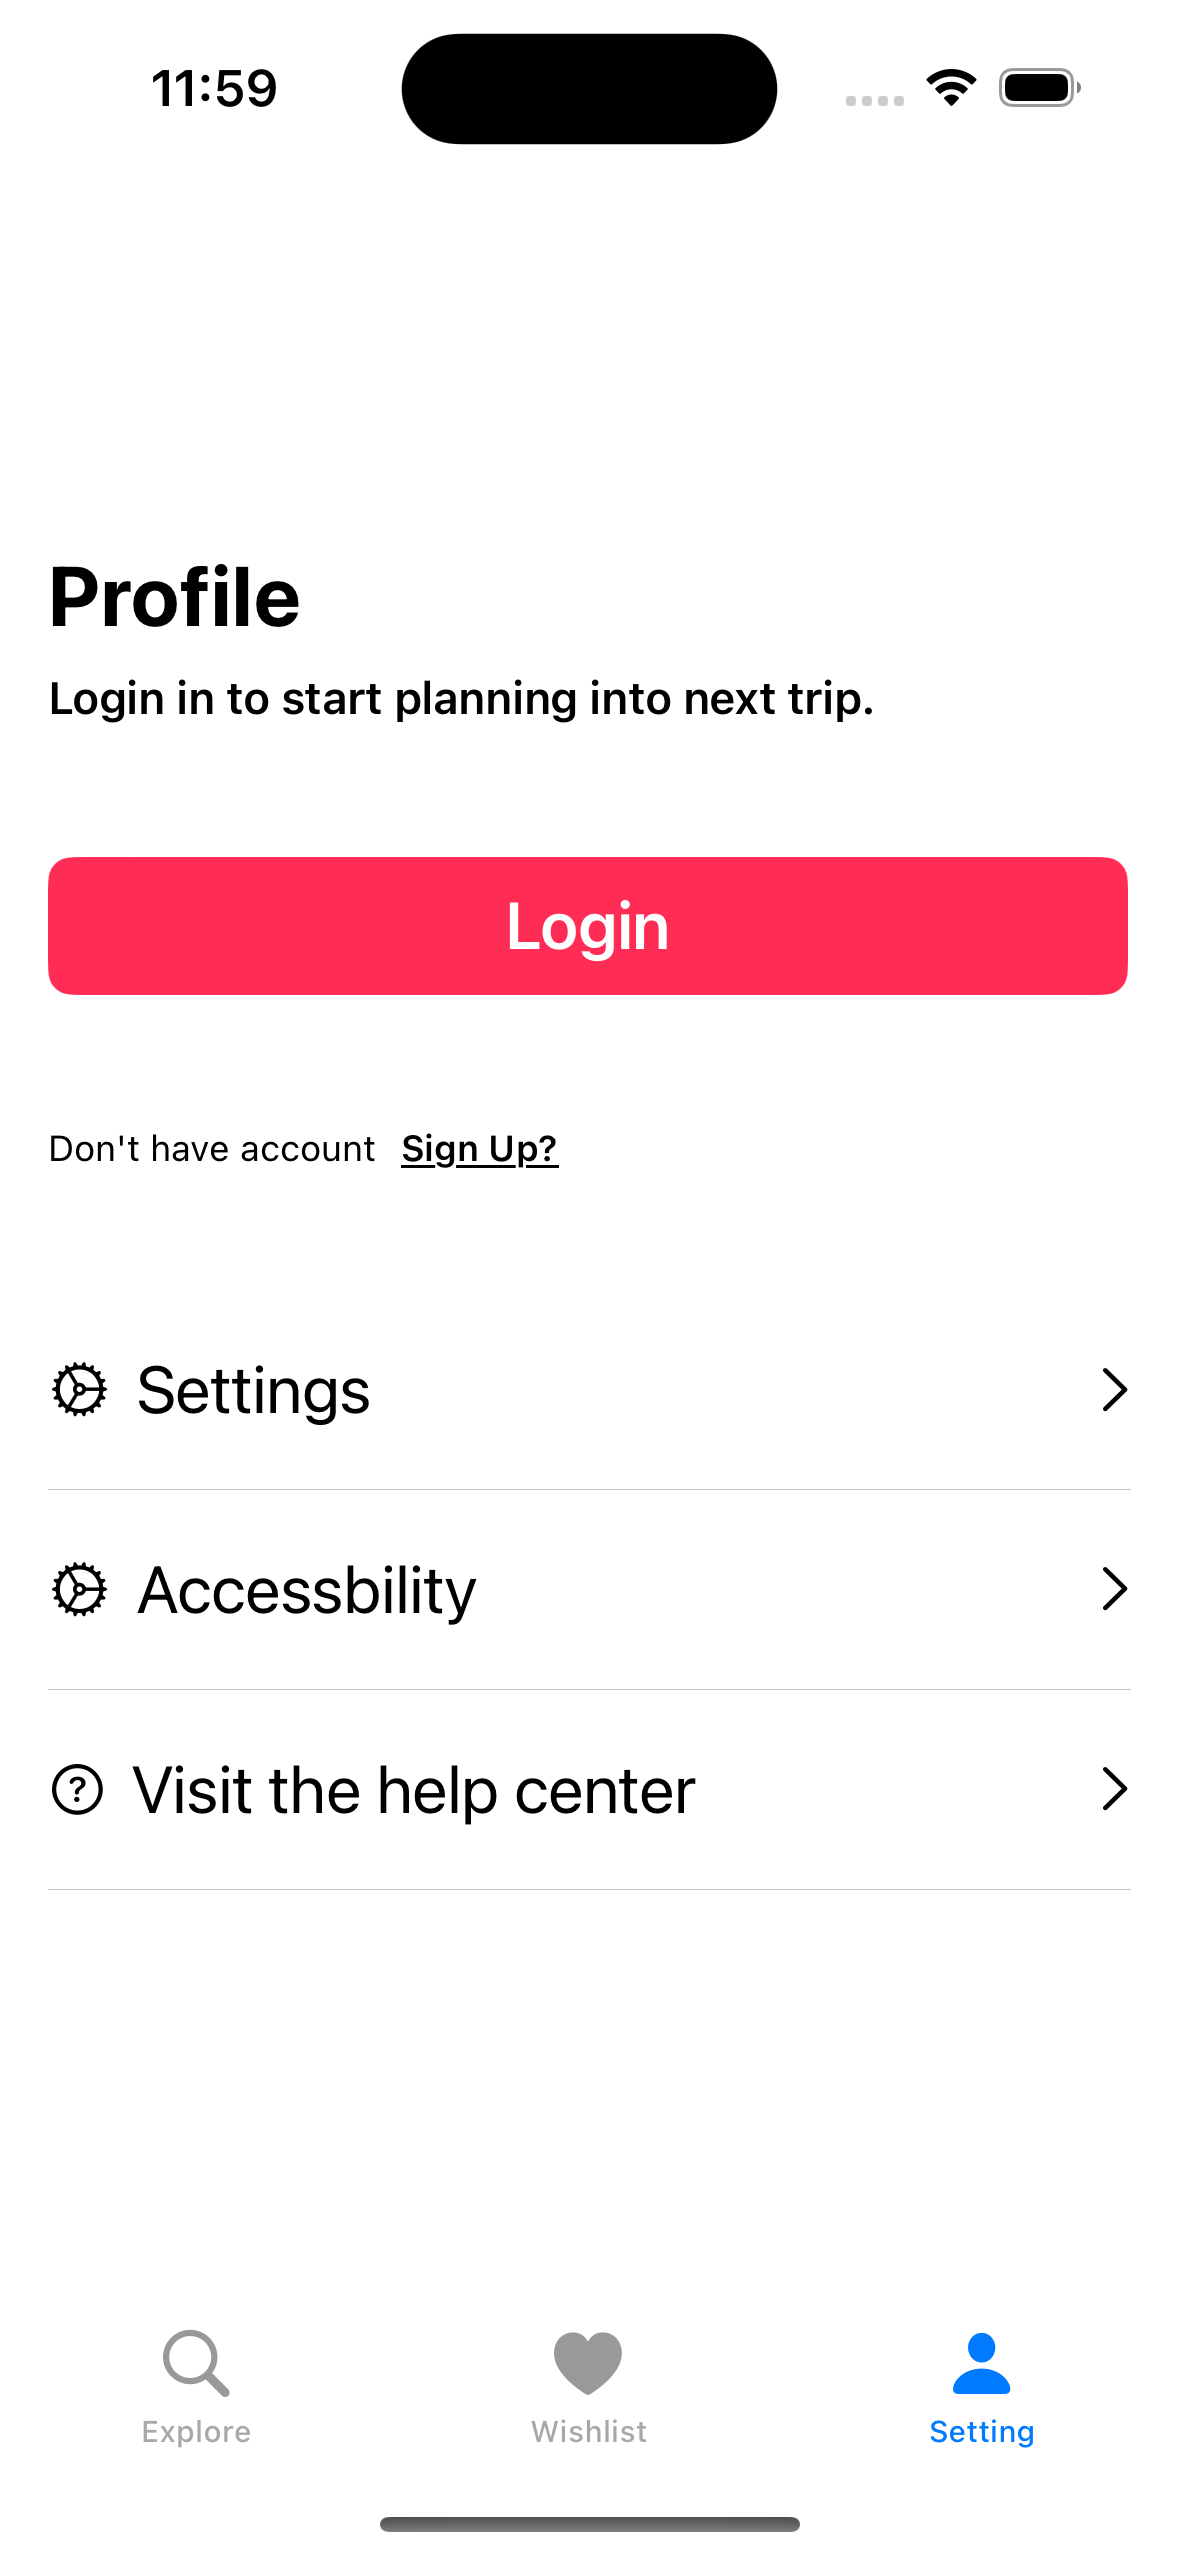 11:59
Profile
Login in to start planning into next trip.
Login
Don't have account Sign Up?
Settings
Accessbility
Visit the help center
Explore
Wishlist
Setting